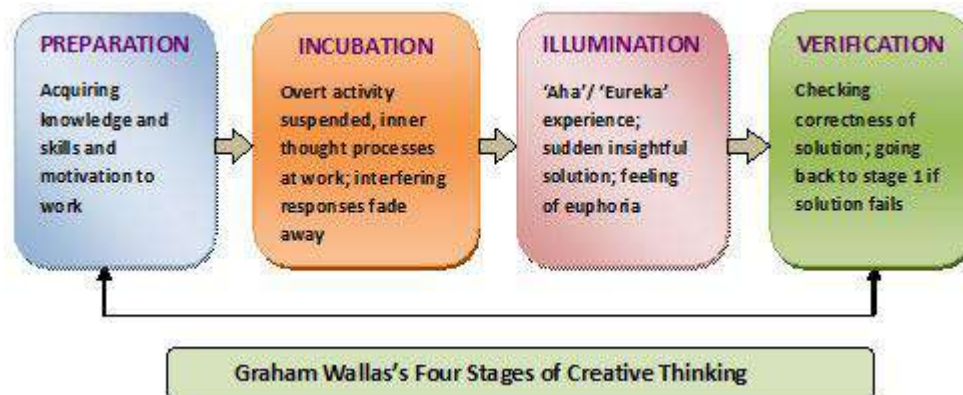 PREPARATION
Acquiring
knowledge and
skills and
motivation to
work
INCUBATION
Overt activity
suspended, inner
thought processes
at work; interfering
responses fade
away
ILLUMINATION
‘Aha’/ ‘Eureka’
experience;
sudden insightful
solution; feeling
of euphoria
VERIFICATION
Checking
correctness of
solution; going
back to stage 1 if
solution fails
Graham Wallas's Four Stages of Creative Thinking